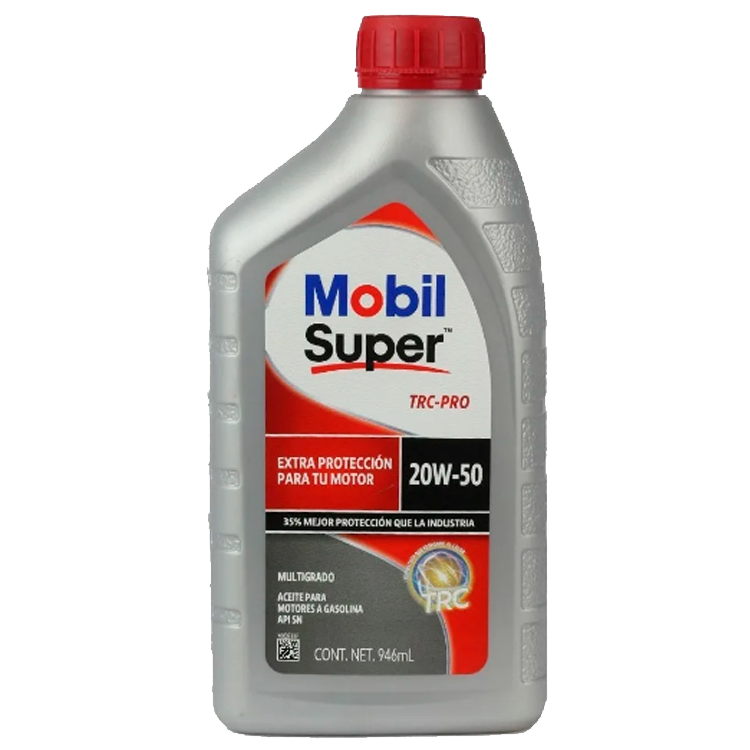 Mobil
Super™
TRC-PRO
EXTRA PROTECCIÓN
PARA TU MOTOR
20W-50
35% MEJOR PROTECCIÓN QUE LA INDUSTRIA
TRC
MULTIGRADO
ACEITE PARA
MOTORES A GASOLINA
API SN
CONT. NET. 946mL